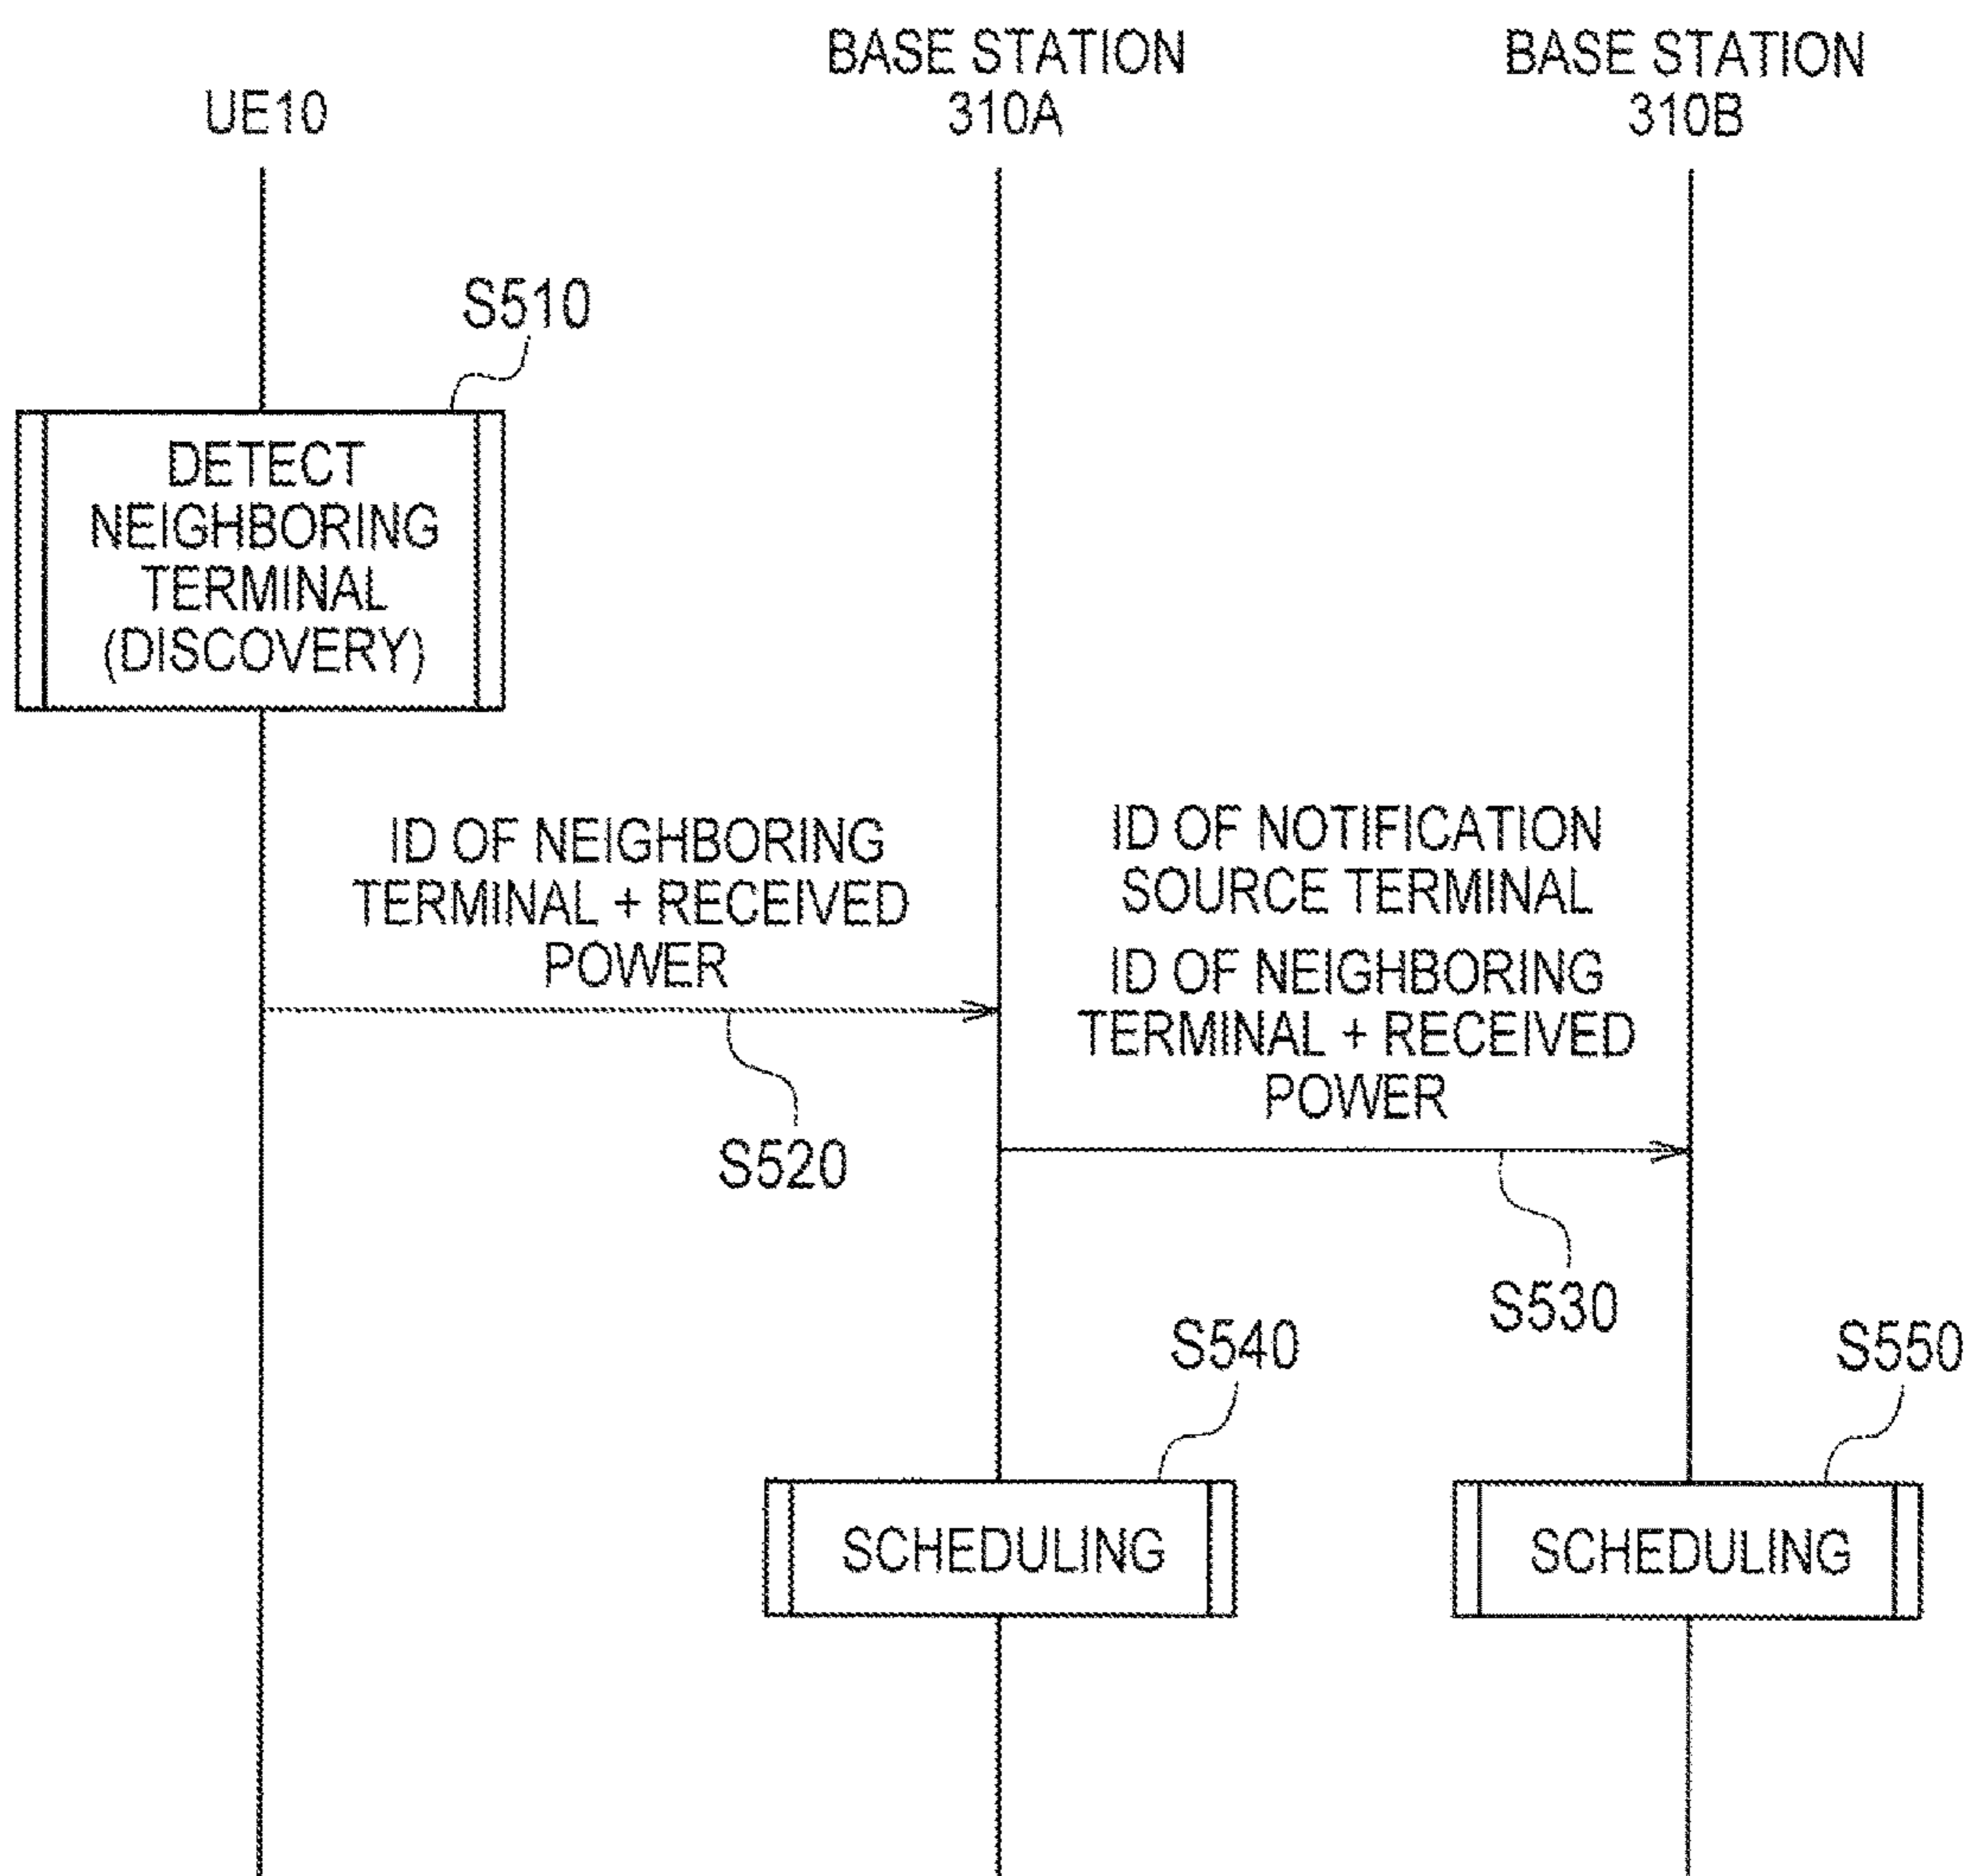 UE10
BASE STATION
310A
BASE STATION
310B
S510
DETECT
NEIGHBORING
TERMINAL
(DISCOVERY)
ID OF NEIGHBORING
TERMINAL + RECEIVED
POWER
S520
ID OF NOTIFICATION
SOURCE TERMINAL
ID OF NEIGHBORING
TERMINAL + RECEIVED
POWER
S530
S540
SCHEDULING
S550
SCHEDULING